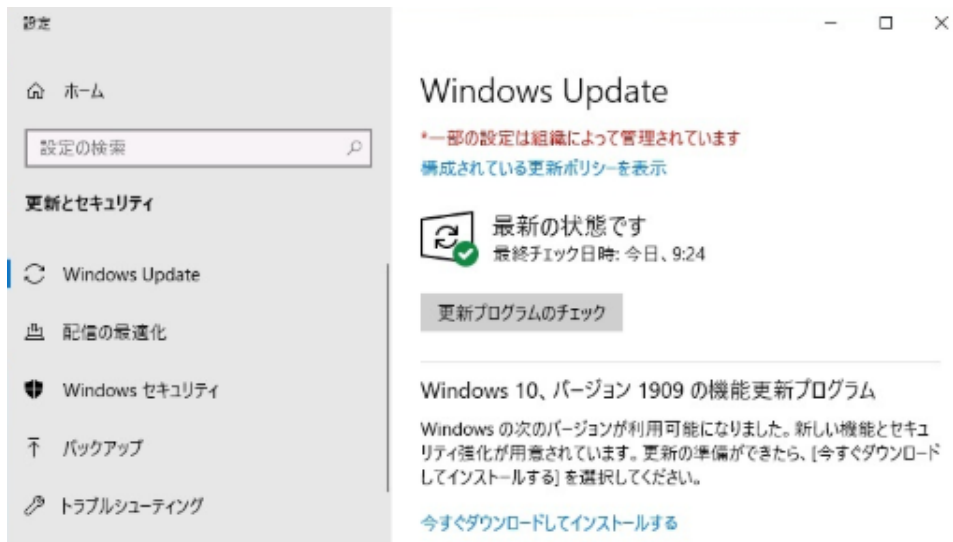 設定
ホーム
設定の検索
更新とセキュリティ
Windows Update
配信の最適化
Windows セキュリティ
バックアップ
トラブルシューティング
Windows Update
*一部の設定は組織によって管理されています
構成されている更新ポリシーを表示
最新の状態です
最終チェック日時: 今日、9:24
更新プログラムのチェック
Windows 10、バージョン 1909 の機能更新プログラム
Windows の次のバージョンが利用可能になりました。新しい機能とセキュ
リティ強化が用意されています。更新の準備ができたら、[今すぐダウンロード
してインストールする] を選択してください。
今すぐダウンロードしてインストールする